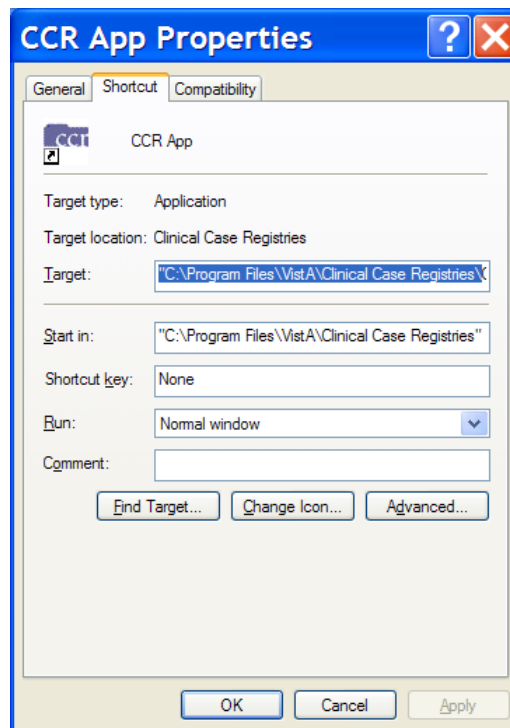 CCR App Properties
General Shortcut Compatibility
ccr CCR App
Target type: Application
Target location: Clinical Case Registries
Target: "C:\Program Files\VistA\Clinical Case Registries\
Start in: "C:\Program Files\VistA\Clinical Case Registries"
Shortcut key: None
Run: Normal window
Comment:
Find Target... Change Icon... Advanced...
OK Cancel Apply